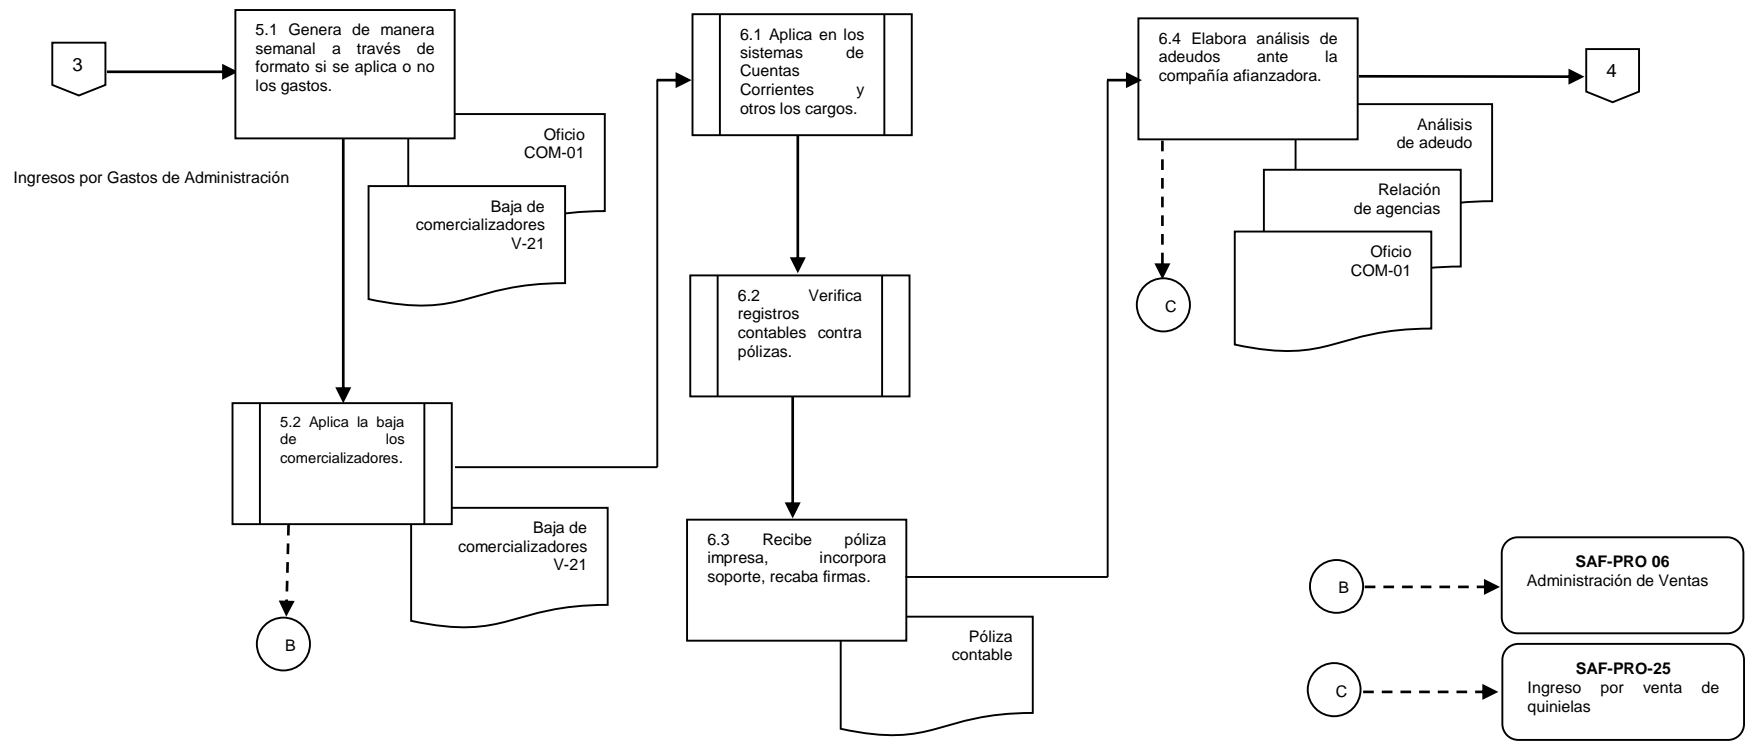 3
5.1 Genera de manera
semanal a través de
formato si se aplica o no
los gastos.
Oficio
COM-01
Ingresos por Gastos de Administración
Baja de
comercializadores
V-21
5.2 Aplica la baja
de los
comercializadores.
Baja de
comercializadores
V-21
B
6.1 Aplica en los
sistemas de
Cuentas
Corrientes y
otros los cargos.
6.2 Verifica
registros
contables contra
pólizas.
6.3 Recibe póliza
impresa, incorpora
soporte, recaba firmas.
Póliza
contable
6.4 Elabora análisis de
adeudos ante la
compañía afianzadora.
4
Análisis
de adeudo
Relación
de agencias
Oficio
COM-01
C
B
SAF-PRO 06
Administración de Ventas
C
SAF-PRO-25
Ingreso por venta de
quinielas